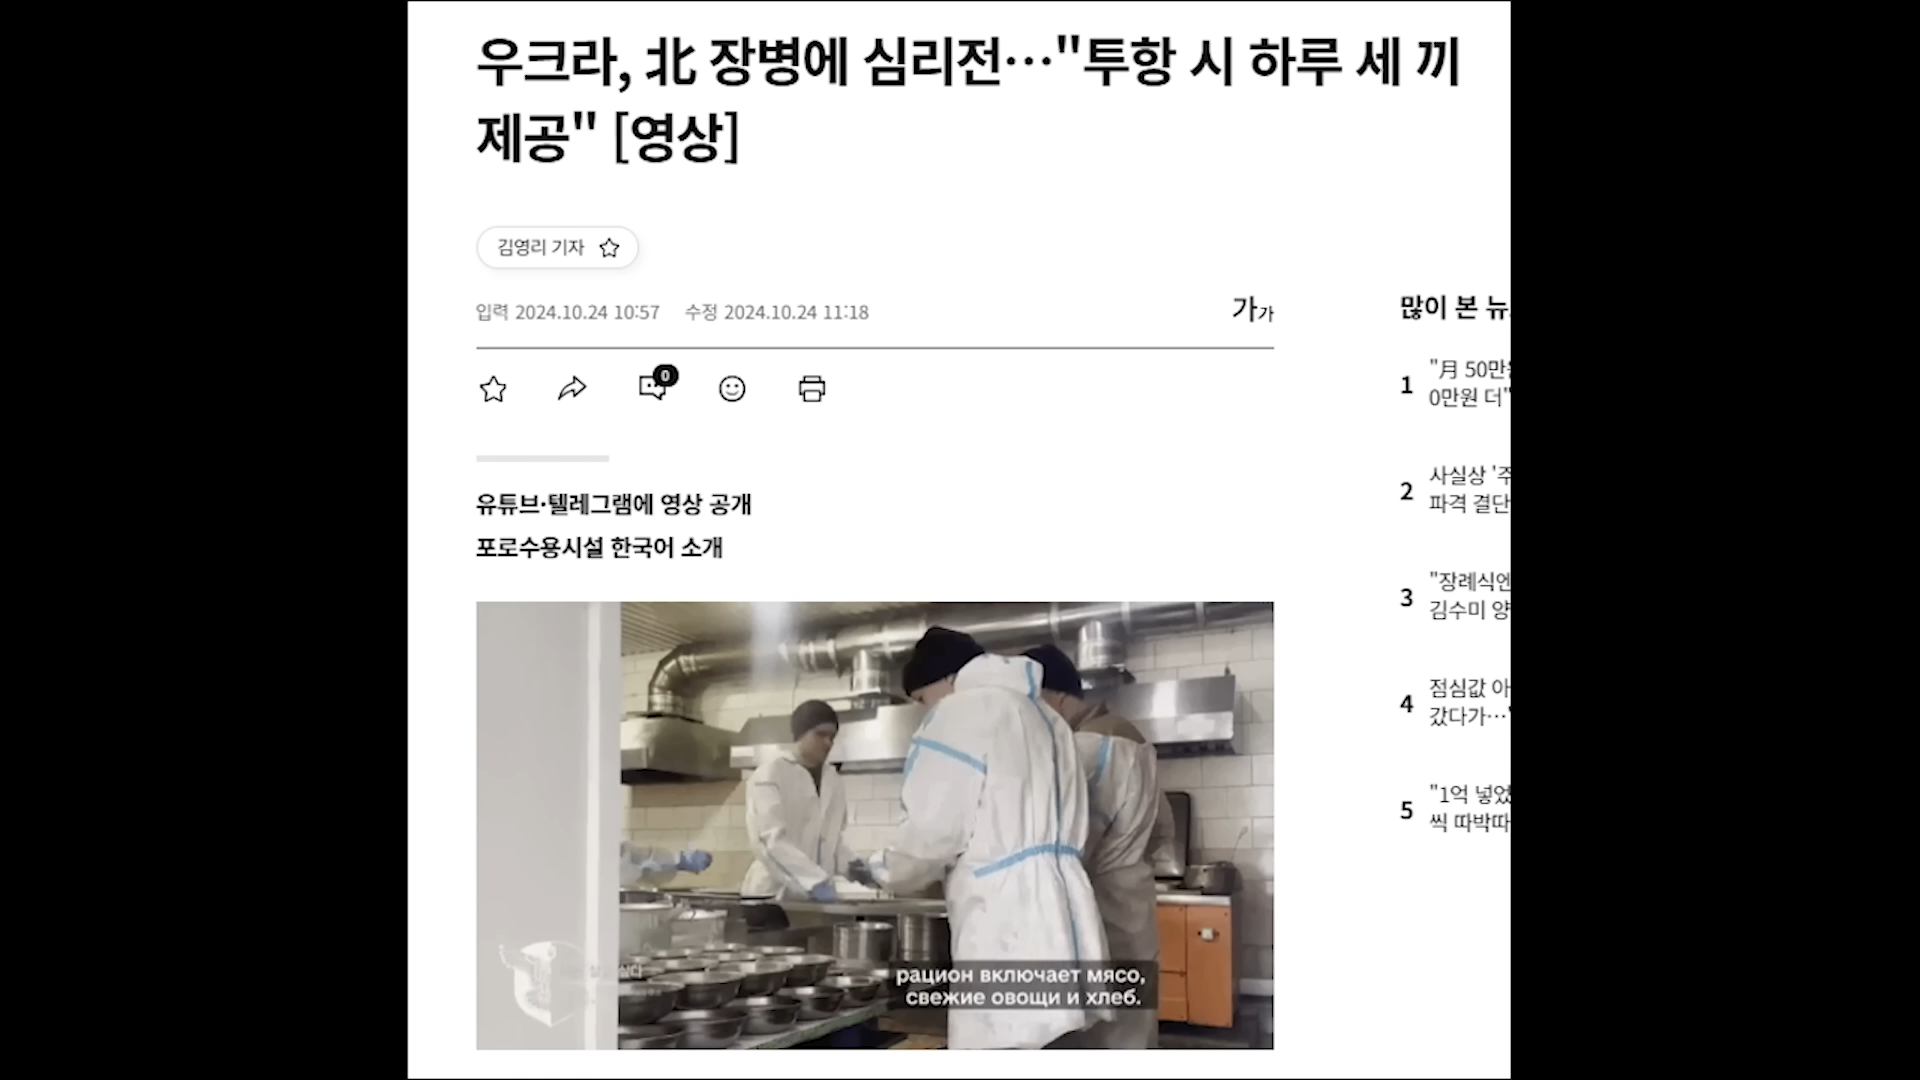 우크라, 北 장병에 심리전…"투항 시 하루 세 끼
제공" [영상]
김영리 기자
입력 2024.10.24 10:57 수정 2024.10.24 11:18
가가
0
유튜브·텔레그램에 영상 공개
포로수용시설 한국어 소개
рацион включает мясо,
свежие овощи и хлеб.
많이 본 뉴
1
"月 50만
0만원 더"
2
사실상 '주
파격 결단
3
"장례식엔
김수미 양
4
점심값 아
갔다가…
5
"1억 넣었
씩 따박따